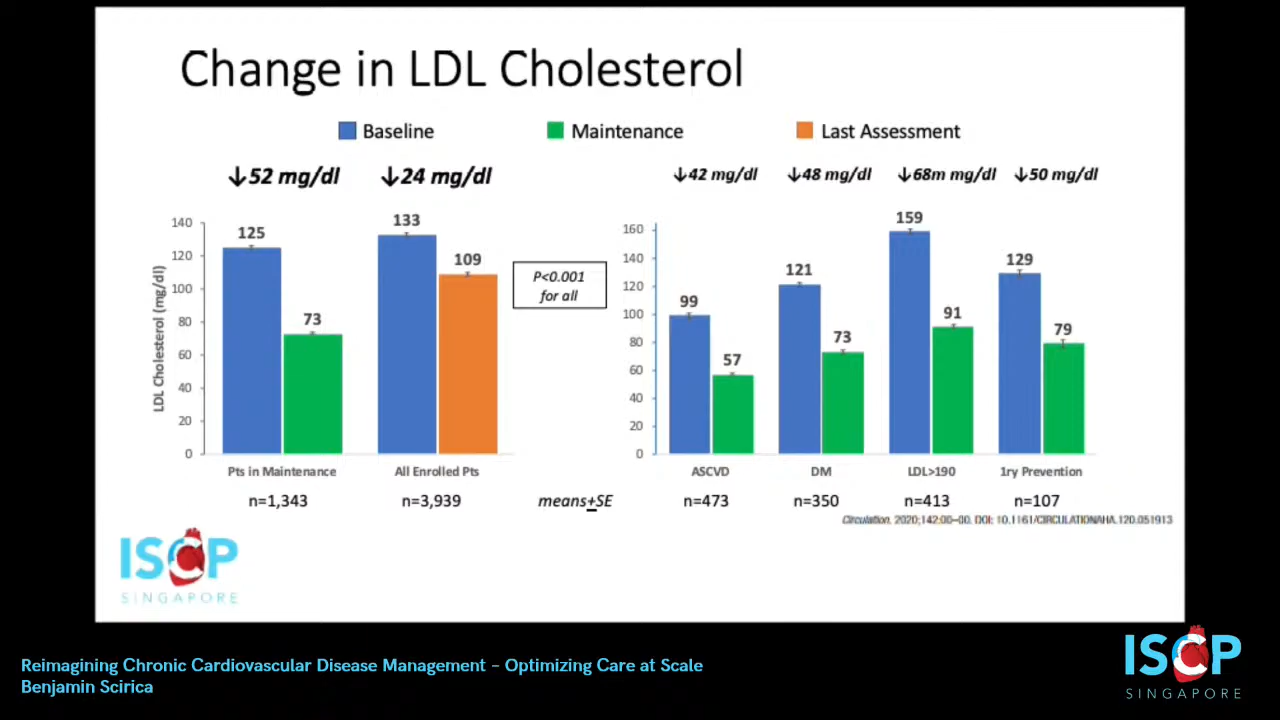 Change in LDL Cholesterol
Baseline
Maintenance
Last Assessment
↓52 mg/dl
↓24 mg/dl
↓42 mg/dl
↓48 mg/dl
↓68m mg/dl
↓50 mg/dl
LDL Cholesterol (mg/dl)
140
120
100
80
60
40
20
0
125
73
133
109
Pts in Maintenance
All Enrolled Pts
n=1,343
n=3,939
P<0.001
for all
means±SE
160
140
120
100
80
60
40
20
0
99
57
121
73
159
91
129
79
ASCVD
DM
LDL>190
1ry Prevention
n=473
n=350
n=413
n=107
Circulation. 2020;142:00–00. DOI: 10.1161/CIRCULATIONAHA.120.051913
ISCP
SINGAPORE
Reimagining Chronic Cardiovascular Disease Management – Optimizing Care at Scale
Benjamin Scirica
ISCP
SINGAPORE